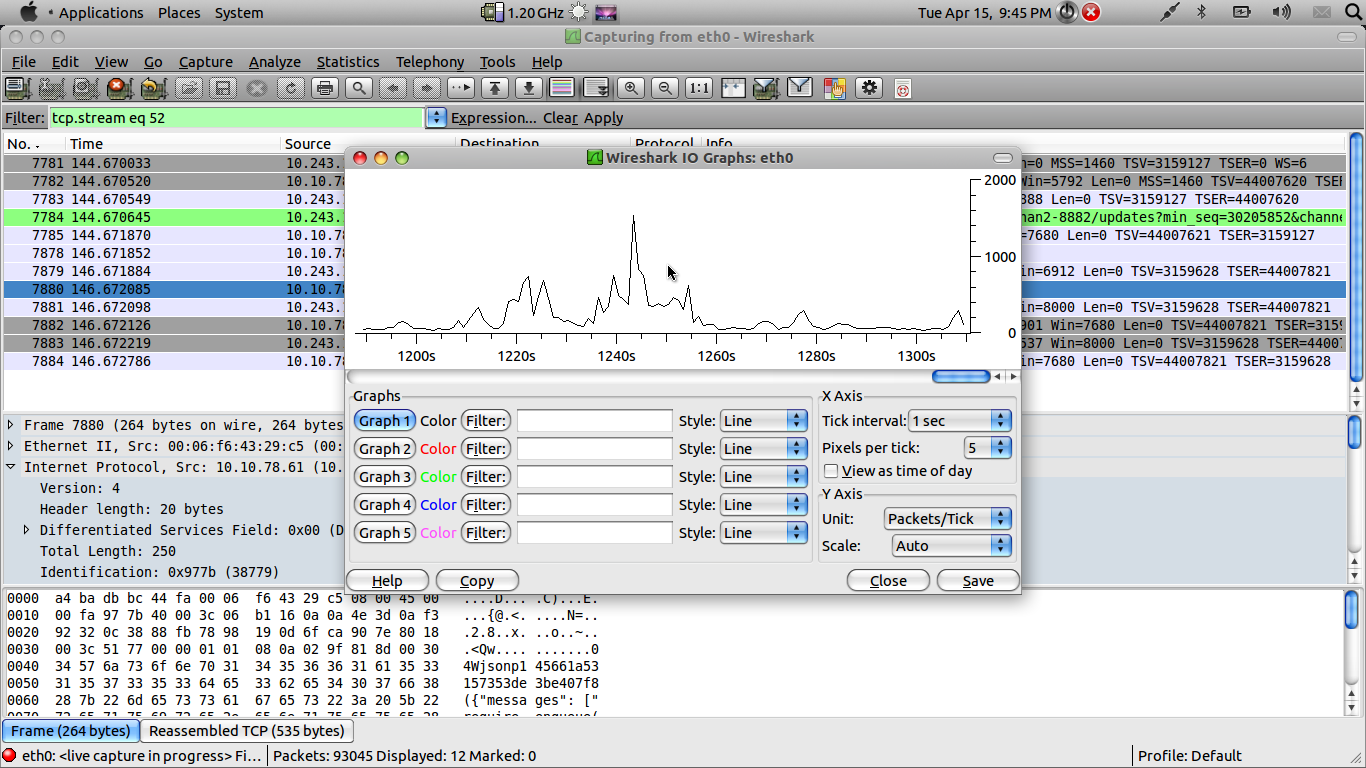 Applications Places System 1.20 GHz Tue Apr 15, 9:45 PM
Capturing from eth0 - Wireshark
File Edit View Go Capture Analyze Statistics Telephony Tools Help
1:1
Filter: tcp.stream eq 52 Expression... Clear Apply
No. Time Source Destination Protocol Info
7781 144.670033 10.243.
7782 144.670520 10.10.78
7783 144.670549 10.243.
7784 144.670645 10.243.
7785 144.671870 10.10.78
7878 146.671852 10.10.78
7879 146.671884 10.243.
7880 146.672085 10.10.78
7881 146.672098 10.243.
7882 146.672126 10.10.78
7883 146.672219 10.10.78
7884 146.672786 10.10.78
n=0 MSS=1460 TSV=3159127 TSER=0 WS=6
Win=5792 Len=0 MSS=1460 TSV=44007620 TSER
888 Len=0 TSV=3159127 TSER=44007620
nan2-8882/updates?min_seq=30205852&channe
=7680 Len=0 TSV=44007621 TSER=3159127
in=6912 Len=0 TSV=3159628 TSER=44007821
in=8000 Len=0 TSV=3159628 TSER=44007821
901 Win=7680 Len=0 TSV=44007821 TSER=3159
537 Win=8000 Len=0 TSV=3159628 TSER=44007
in=7680 Len=0 TSV=44007821 TSER=3159628
Wireshark IO Graphs: eth0
2000
1000
0
1200s 1220s 1240s 1260s 1280s 1300s
Graphs
Graph 1 Color Filter: Style: Line
Graph 2 Color Filter: Style: Line
Graph 3 Color Filter: Style: Line
Graph 4 Color Filter: Style: Line
Graph 5 Color Filter: Style: Line
X Axis
Tick interval: 1 sec
Pixels per tick: 5
View as time of day
Y Axis
Unit: Packets/Tick
Scale: Auto
Help Copy Close Save
Frame 7880 (264 bytes on wire, 264 bytes
Ethernet II, Src: 00:06:f6:43:29:c5 (00:
Internet Protocol, Src: 10.10.78.61 (10.
Version: 4
Header length: 20 bytes
Differentiated Services Field: 0x00 (D
Total Length: 250
Identification: 0x977b (38779)
0000 a4 ba db bc 44 fa 00 06 f6 43 29 c5 08 00 45 00 ....D... .C)...E.
0010 00 fa 97 7b 40 00 3c 06 b1 16 0a 0a 4e 3d 0a f3 ...{@.<. ....N=..
0020 92 32 0c 38 88 fb 78 98 19 0d 6f ca 90 7e 80 18 .2.8..x. ..o..~..
0030 00 3c 51 77 00 00 01 01 08 0a 02 9f 81 8d 00 30 .<Qw.... .......0
0040 34 57 6a 73 6f 6e 70 31 34 35 36 36 31 61 35 33 4Wjsonp1 45661a53
0050 31 35 37 33 35 33 64 65 33 62 65 34 30 37 66 38 157353de 3be407f8
0060 28 7b 22 6d 65 73 73 61 67 65 73 22 3a 20 5b 22 ({"messa ges": ["
Frame (264 bytes) Reassembled TCP (535 bytes)
eth0: <live capture in progress> Fi... Packets: 93045 Displayed: 12 Marked: 0 Profile: Default